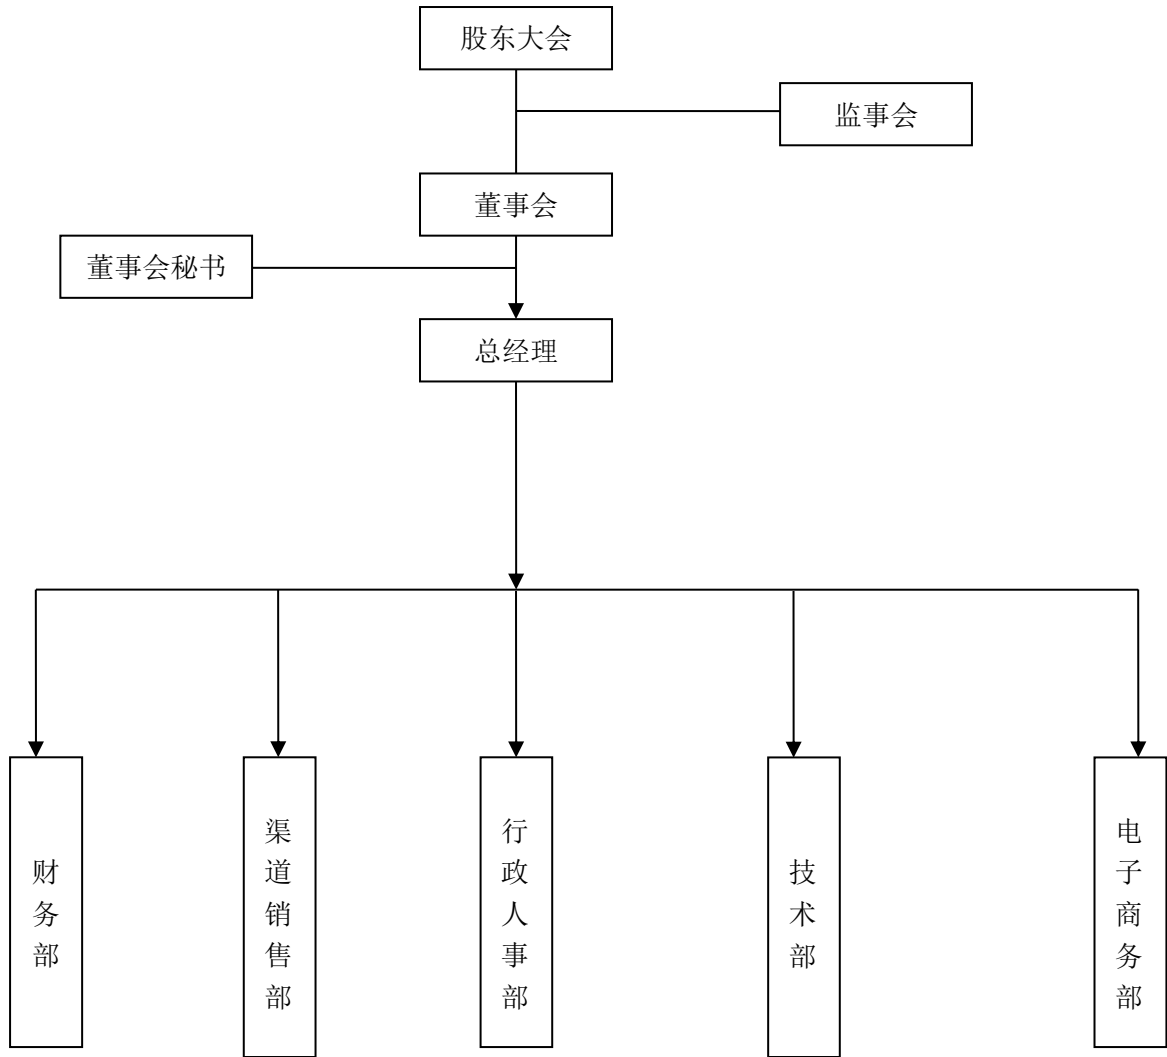 股东大会
监事会
董事会
董事会秘书
总经理
财务部
渠道销售部
行政人事部
技术部
电子商务部